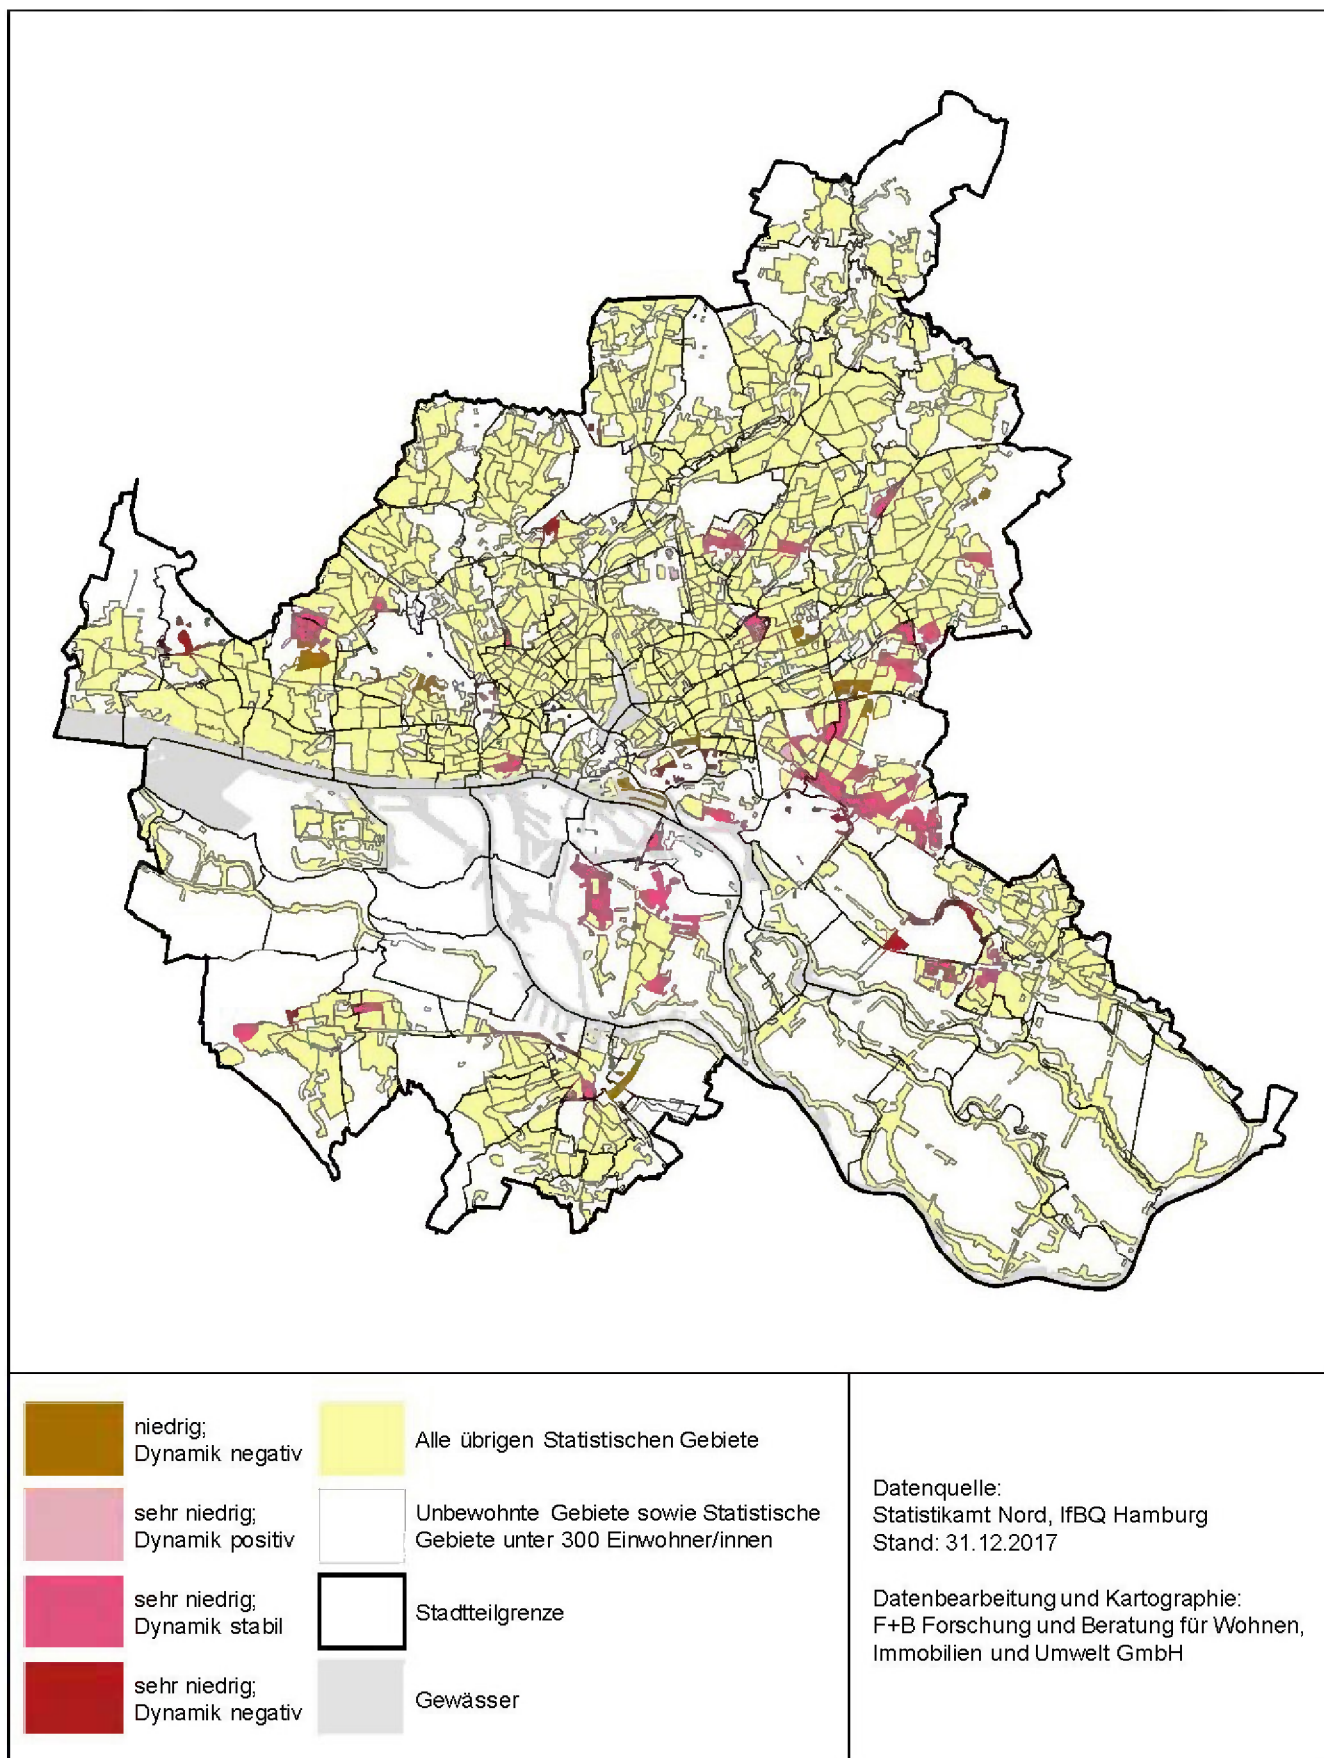 niedrig;
Dynamik negativ
sehr niedrig;
Dynamik positiv
sehr niedrig;
Dynamik stabil
sehr niedrig;
Dynamik negativ
Alle übrigen Statistischen Gebiete
Unbewohnte Gebiete sowie Statistische
Gebiete unter 300 Einwohner/innen
Stadtteilgrenze
Gewässer
Datenquelle:
Statistikamt Nord, IfBQ Hamburg
Stand: 31.12.2017
Datenbearbeitung und Kartographie:
F+B Forschung und Beratung für Wohnen,
Immobilien und Umwelt GmbH